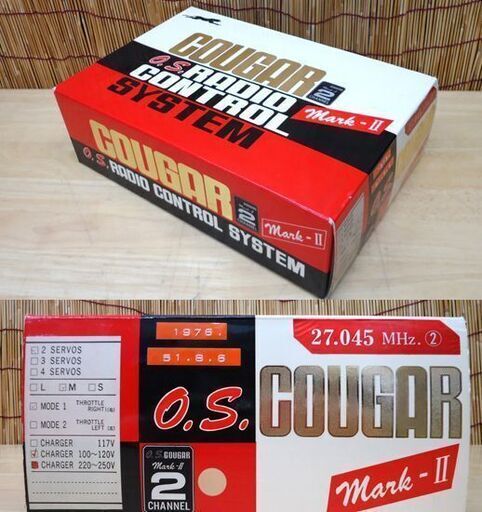 COUGAR
O.S. RADIO
CONTROL
SYSTEM
2
Mark-II
COUGAR
O.S. RADIO CONTROL SYSTEM
2
Mark-II
2 SERVOS
3 SERVOS
4 SERVOS
L M S
MODE 1 THROTTLE RIGHT(右)
MODE 2 THROTTLE LEFT(左)
CHARGER 117V
CHARGER 100~120V
CHARGER 220~250V
1976.
51.8.6
O.S.
O.S. COUGAR
Mark-II
2
CHANNEL
27.045 MHz. ②
COUGAR
Mark-II